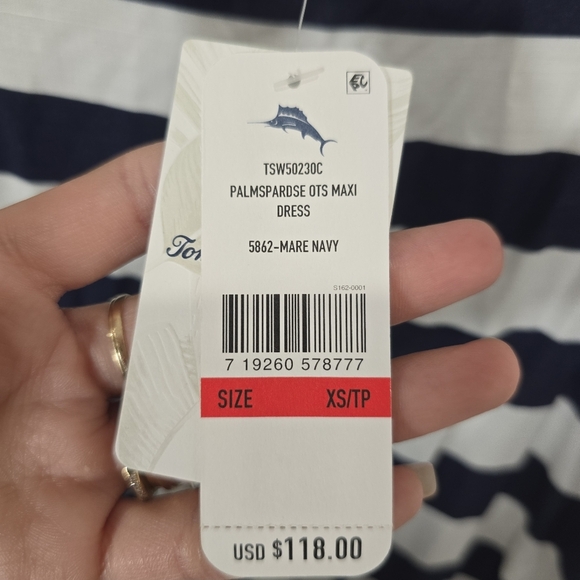 TSW50230C
PALMSPARDSE OTS MAXI
DRESS
5862-MARE NAVY
S162-0001
7 19260 578777
SIZE XS/TP
USD $118.00